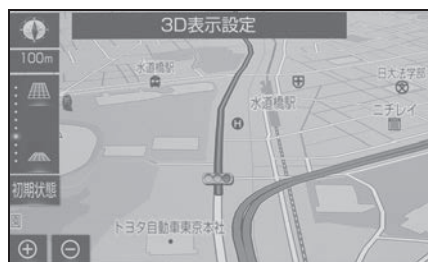 3D表示設定
100m
水道橋駅
日大法学部
水道橋駅
ニチレイ
H
初期状態
園
トヨタ自動車東京本社